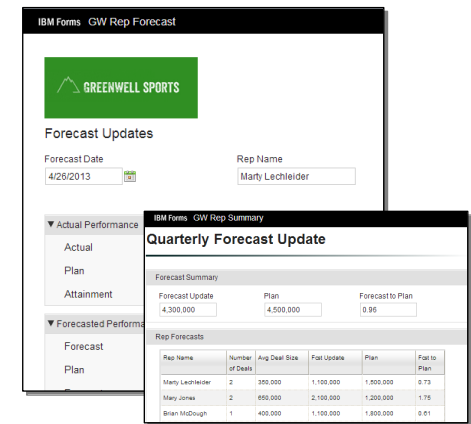 IBM Forms GW Rep Forecast
GREENWELL SPORTS
Forecast Updates
Forecast Date
Rep Name
4/26/2013
Marty Lechleider
Actual Performance
Actual
Plan
Attainment
Forecasted Performa
Forecast
Plan
IBM Forms GW Rep Summary
Quarterly Forecast Update
Forecast Summary
Forecast Update Plan Forecast to Plan
4,300,000 4,500,000 0.96
Rep Forecasts
Rep Name Number of Deals Avg Deal Size Fcst Update Plan Fcst to Plan
Marty Lechleider 2 350,000 1,100,000 1,500,000 0.73
Mary Jones 2 650,000 2,100,000 1,200,000 1.75
Brian McDough 1 400,000 1,100,000 1,800,000 0.61